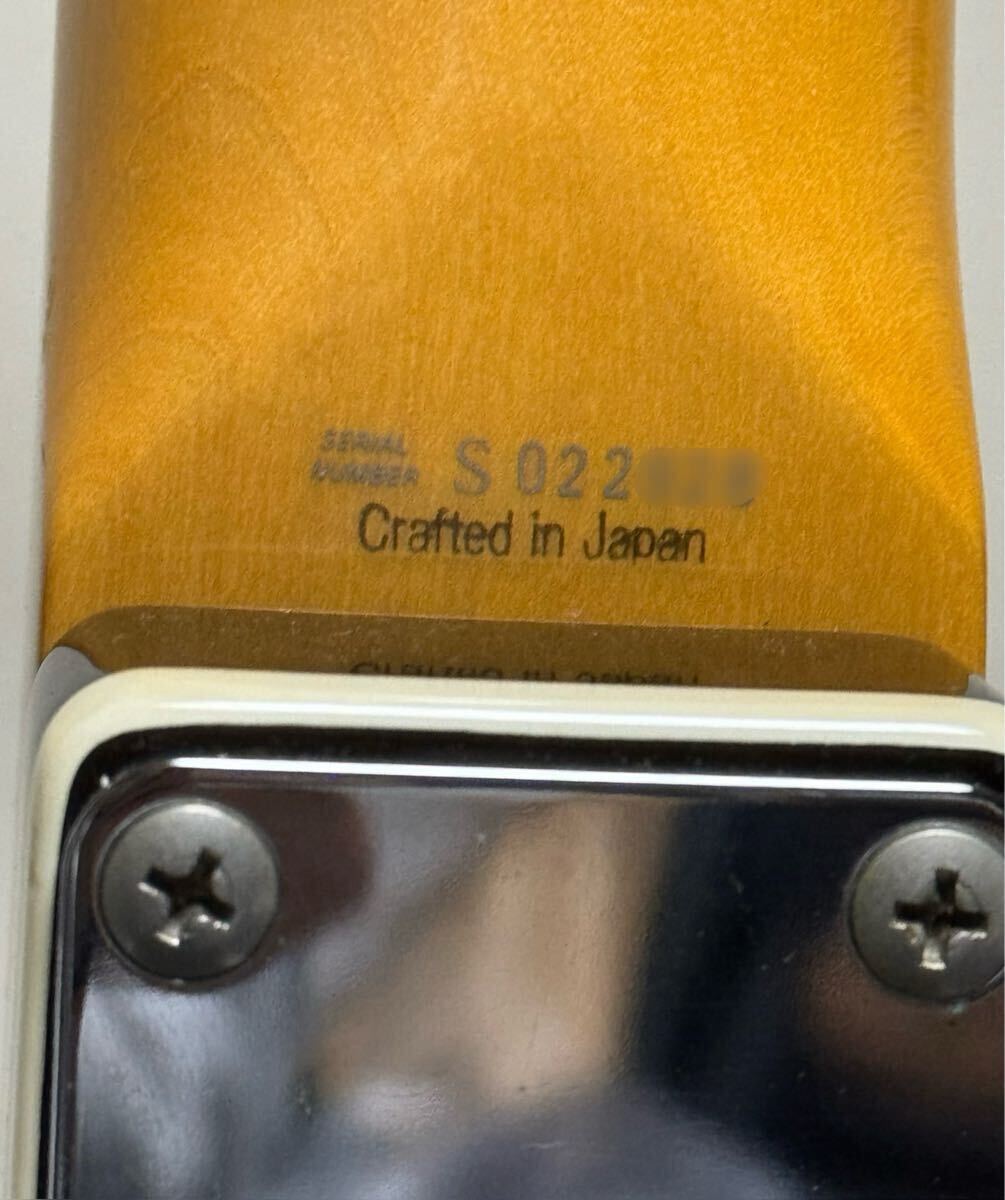 SERIAL
NUMBER S 022
Crafted in Japan